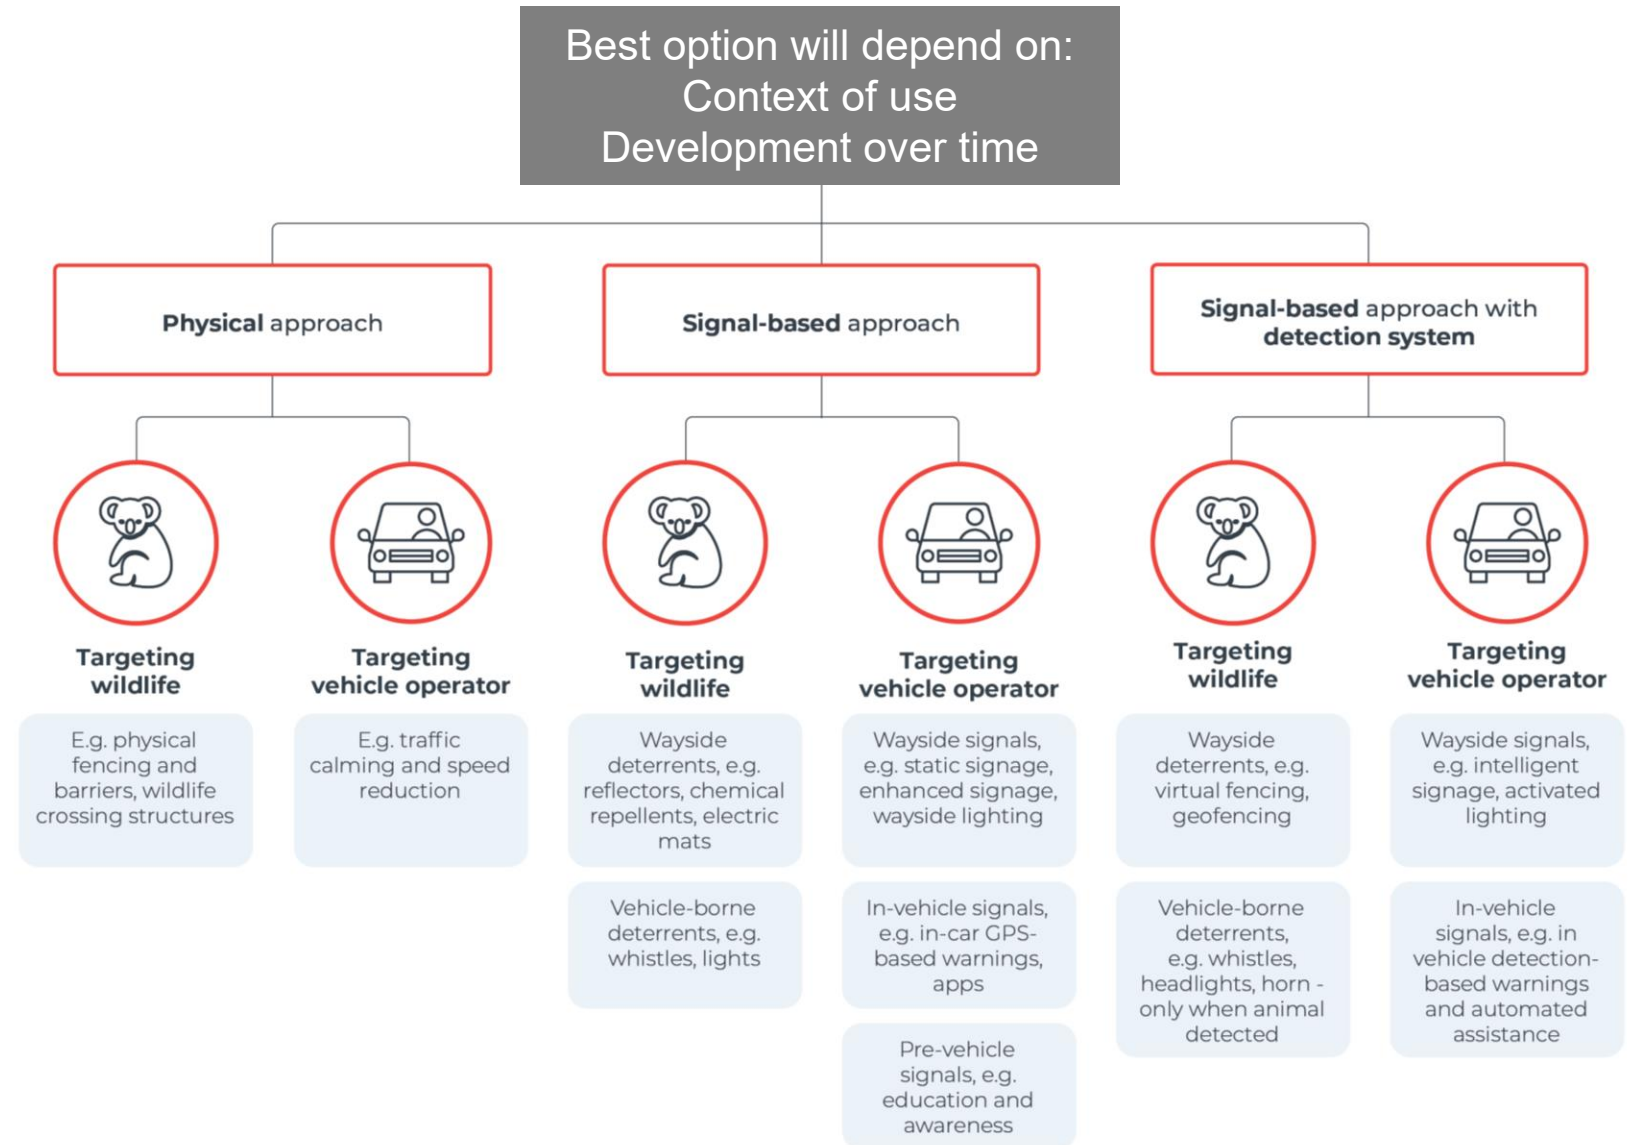 Best option will depend on:
Context of use
Development over time
Physical approach
Signal-based approach
Signal-based approach with
detection system
Targeting
wildlife
E.g. physical
fencing and
barriers, wildlife
crossing structures
Targeting
vehicle operator
E.g. traffic
calming and speed
reduction
Targeting
wildlife
Wayside
deterrents, e.g.
reflectors, chemical
repellents, electric
mats
Vehicle-borne
deterrents, e.g.
whistles, lights
Targeting
vehicle operator
Wayside signals,
e.g. static signage,
enhanced signage,
wayside lighting
In-vehicle signals,
e.g. in-car GPS-
based warnings,
apps
Pre-vehicle
signals, e.g.
education and
awareness
Targeting
wildlife
Wayside
deterrents, e.g.
virtual fencing,
geofencing
Vehicle-borne
deterrents,
e.g. whistles,
headlights, horn -
only when animal
detected
Targeting
vehicle operator
Wayside signals,
e.g. intelligent
signage, activated
lighting
In-vehicle
signals, e.g. in
vehicle detection-
based warnings
and automated
assistance